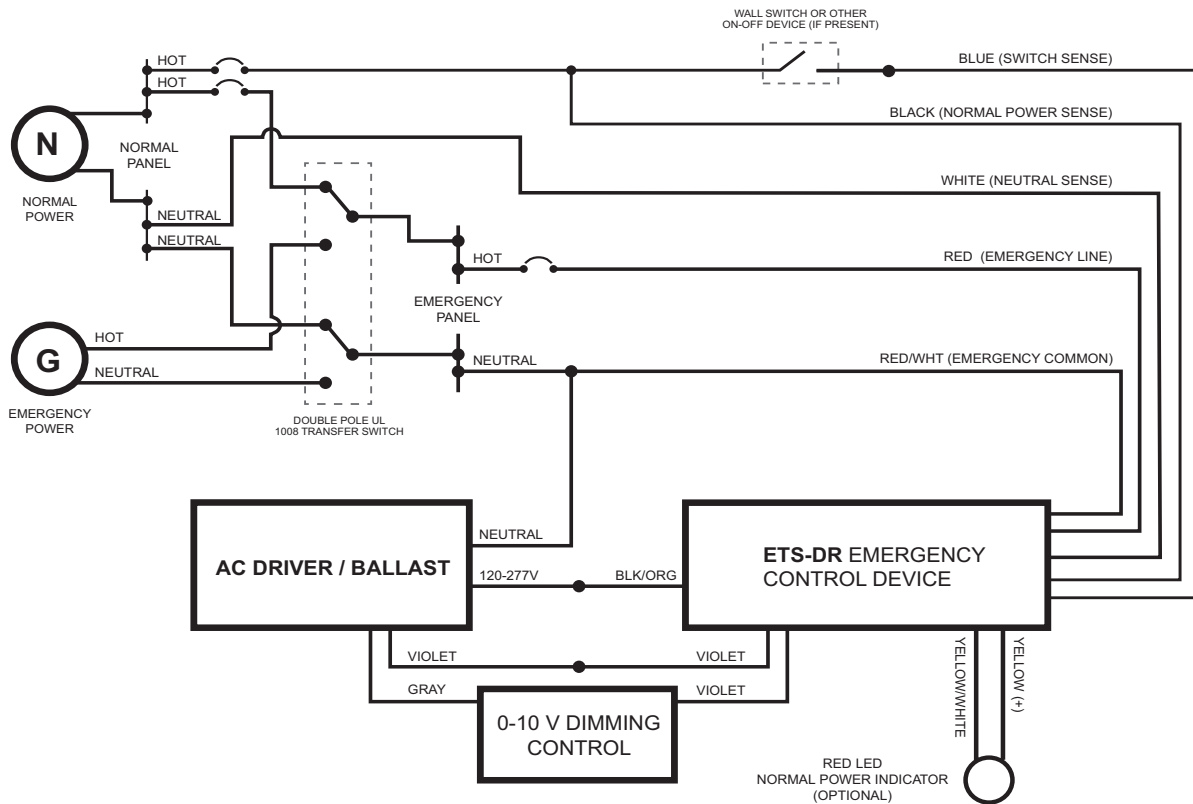 WALL SWITCH OR OTHER
ON-OFF DEVICE (IF PRESENT)
HOT
BLUE (SWITCH SENSE)
HOT
BLACK (NORMAL POWER SENSE)
N
NORMAL
PANEL
NORMAL
POWER
WHITE (NEUTRAL SENSE)
NEUTRAL
NEUTRAL
HOT
RED (EMERGENCY LINE)
EMERGENCY
PANEL
HOT
G
NEUTRAL
NEUTRAL
RED/WHT (EMERGENCY COMMON)
EMERGENCY
POWER
DOUBLE POLE UL
1008 TRANSFER SWITCH
AC DRIVER / BALLAST
NEUTRAL
120-277V
BLK/ORG
ETS-DR EMERGENCY
CONTROL DEVICE
VIOLET
VIOLET
GRAY
VIOLET
0-10 V DIMMING
CONTROL
YELLOW/WHITE
YELLOW (+)
RED LED
NORMAL POWER INDICATOR
(OPTIONAL)